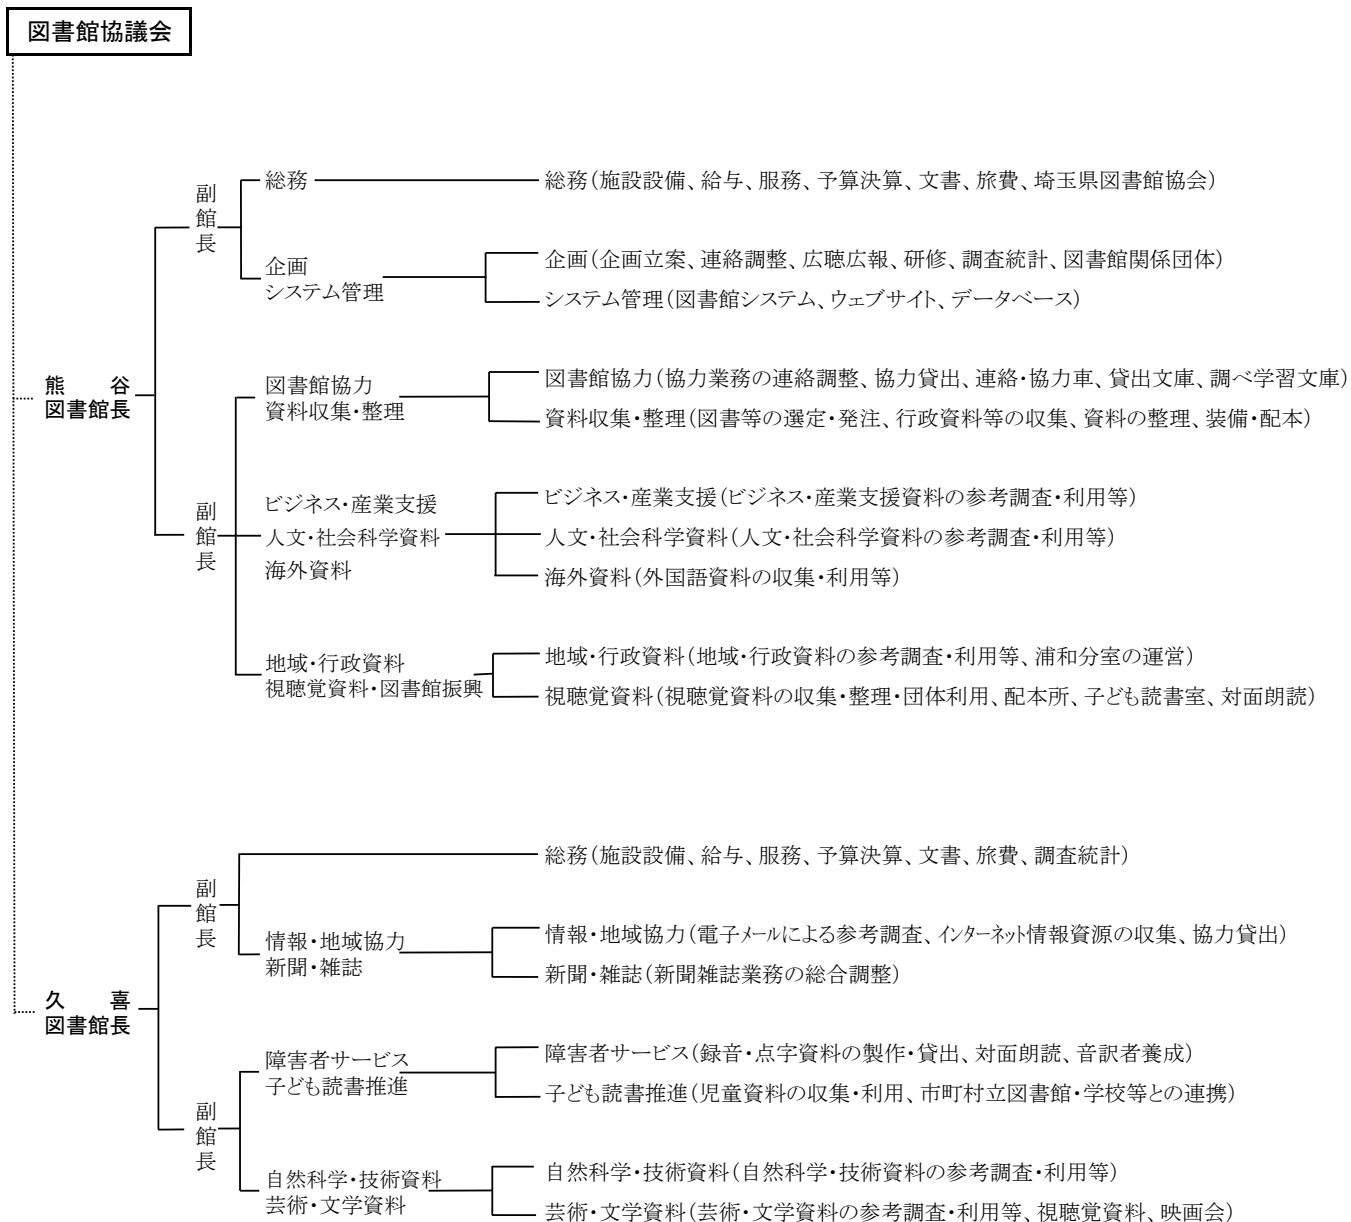 図書館協議会
熊　　谷
図書館長
副館長
総務
総務(施設設備、給与、服務、予算決算、文書、旅費、埼玉県図書館協会)
企画
システム管理
企画(企画立案、連絡調整、広聴広報、研修、調査統計、図書館関係団体)
システム管理(図書館システム、ウェブサイト、データベース)
副館長
図書館協力
資料収集・整理
図書館協力(協力業務の連絡調整、協力貸出、連絡・協力車、貸出文庫、調べ学習文庫)
資料収集・整理(図書等の選定・発注、行政資料等の収集、資料の整理、装備・配本)
ビジネス・産業支援
人文・社会科学資料
海外資料
ビジネス・産業支援(ビジネス・産業支援資料の参考調査・利用等)
人文・社会科学資料(人文・社会科学資料の参考調査・利用等)
海外資料(外国語資料の収集・利用等)
地域・行政資料
視聴覚資料・図書館振興
地域・行政資料(地域・行政資料の参考調査・利用等、浦和分室の運営)
視聴覚資料(視聴覚資料の収集・整理・団体利用、配本所、子ども読書室、対面朗読)
久　　喜
図書館長
副館長
総務(施設設備、給与、服務、予算決算、文書、旅費、調査統計)
情報・地域協力
新聞・雑誌
情報・地域協力(電子メールによる参考調査、インターネット情報資源の収集、協力貸出)
新聞・雑誌(新聞雑誌業務の総合調整)
副館長
障害者サービス
子ども読書推進
障害者サービス(録音・点字資料の製作・貸出、対面朗読、音訳者養成)
子ども読書推進(児童資料の収集・利用、市町村立図書館・学校等との連携)
自然科学・技術資料
芸術・文学資料
自然科学・技術資料(自然科学・技術資料の参考調査・利用等)
芸術・文学資料(芸術・文学資料の参考調査・利用等、視聴覚資料、映画会)